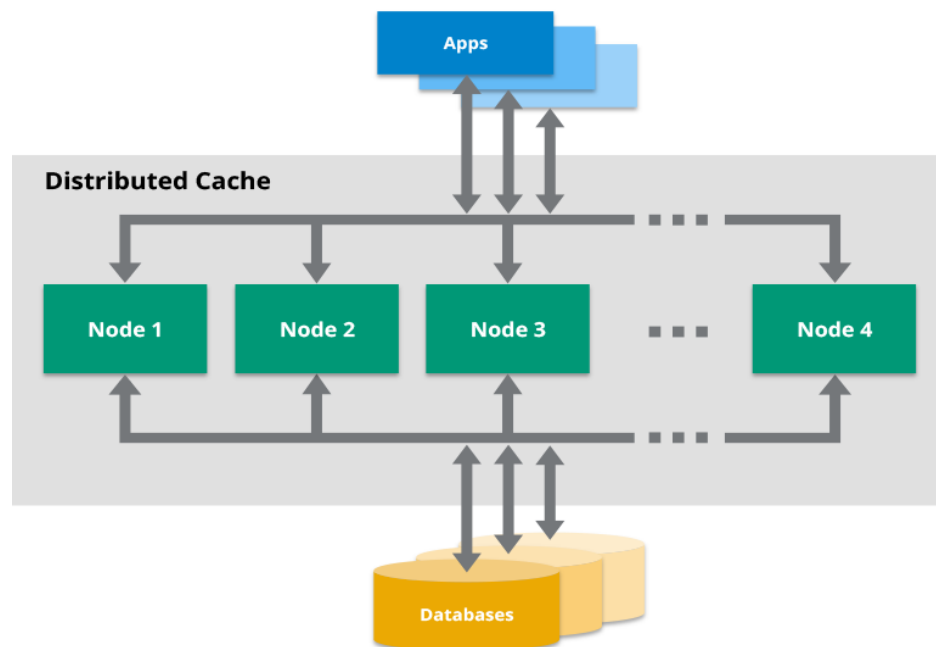 Apps
Distributed Cache
Node 1
Node 2
Node 3
Node 4
Databases